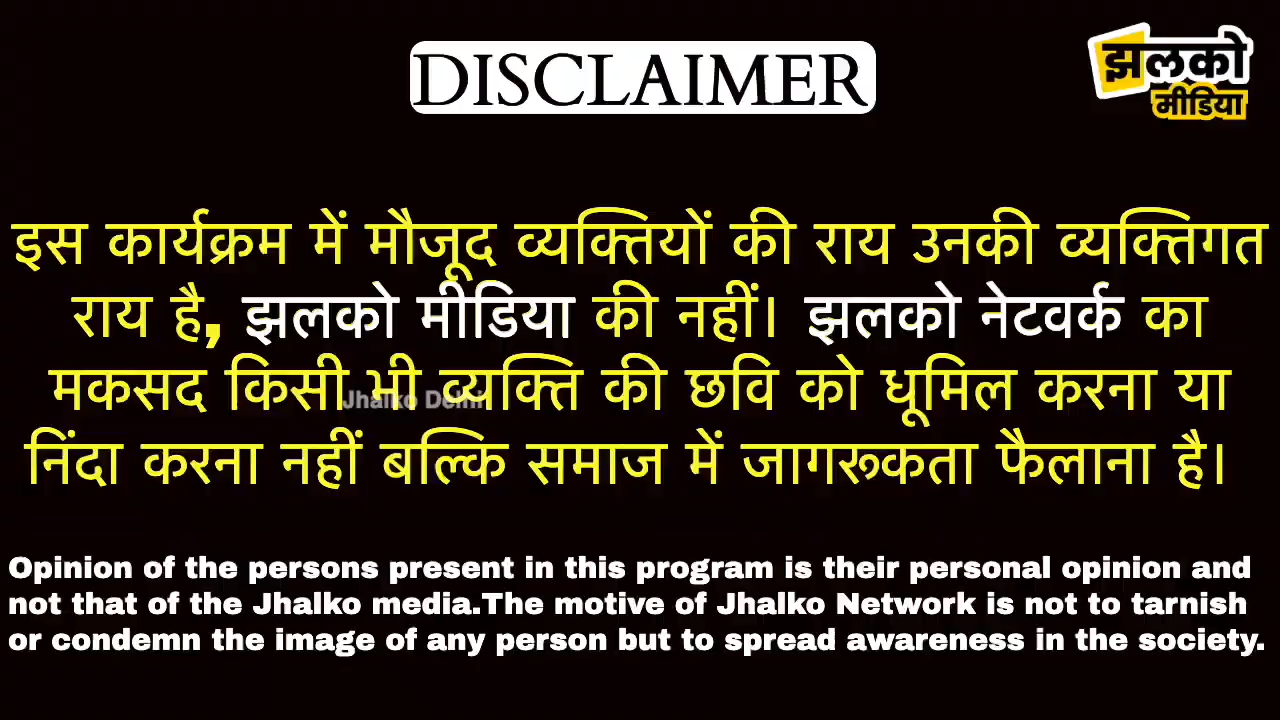 DISCLAIMER
झलको
मीडिया
इस कार्यक्रम में मौजूद व्यक्तियों की राय उनकी व्यक्तिगत
राय है, झलको मीडिया की नहीं। झलको नेटवर्क का
मकसद किसी भी व्यक्ति की छवि को धूमिल करना या
Jhalko Delhi
निंदा करना नहीं बल्कि समाज में जागरूकता फैलाना है।
Opinion of the persons present in this program is their personal opinion and
not that of the Jhalko media.The motive of Jhalko Network is not to tarnish
or condemn the image of any person but to spread awareness in the society.